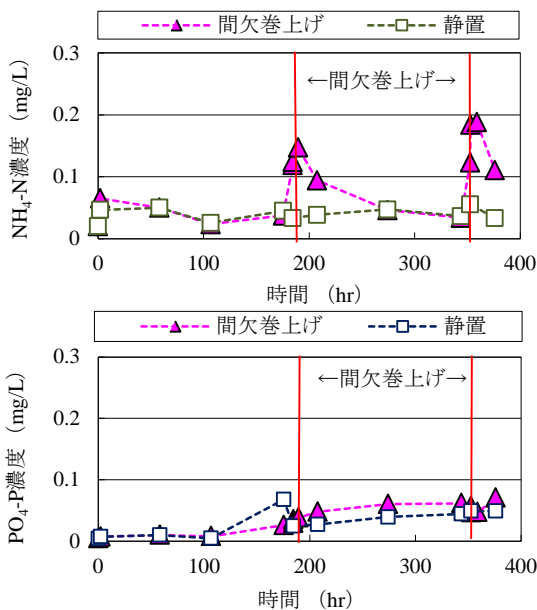 間欠巻上げ 静置
0.3
0.2
0.1
0
NH4-N濃度 (mg/L)
←間欠巻上げ→
0 100 200 300 400
時間 (hr)
間欠巻上げ 静置
0.3
0.2
0.1
0
PO4-P濃度 (mg/L)
←間欠巻上げ→
0 100 200 300 400
時間 (hr)